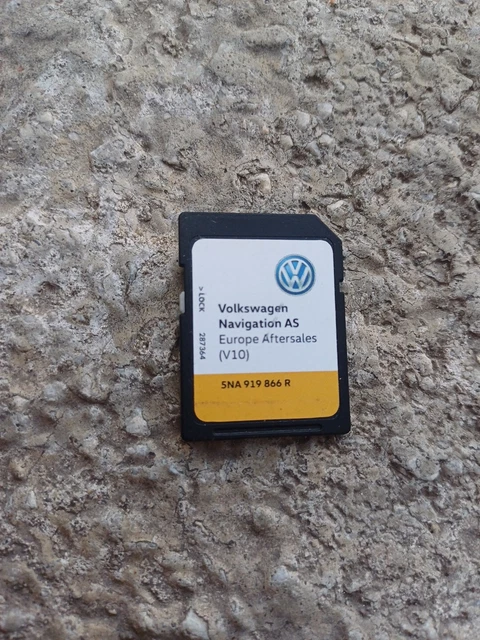 Volkswagen
Navigation AS
Europe Aftersales
(V10)
5NA 919 866 R
> LOCK
287364